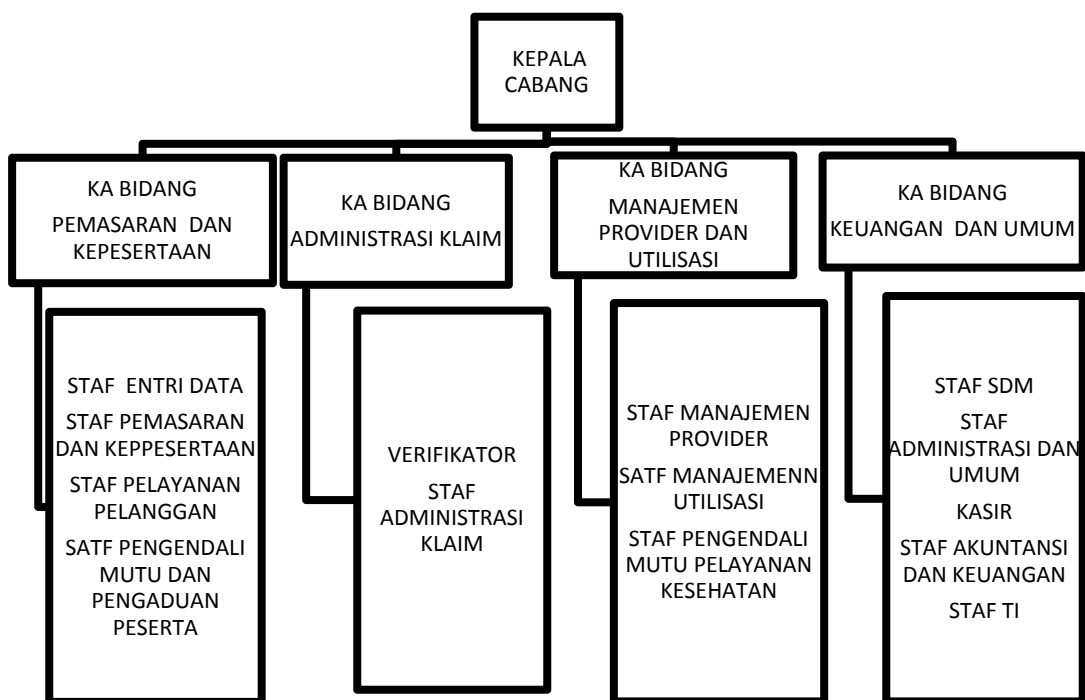 KEPALA
CABANG
KA BIDANG
PEMASARAN DAN
KEPESERTAAN
KA BIDANG
ADMINISTRASI KLAIM
KA BIDANG
MANAJEMEN
PROVIDER DAN
UTILISASI
KA BIDANG
KEUANGAN DAN UMUM
STAF ENTRI DATA
STAF PEMASARAN
DAN KEPPESERTAAN
STAF PELAYANAN
PELANGGAN
SATF PENGENDALI
MUTU DAN
PENGADUAN
PESERTA
VERIFIKATOR
STAF
ADMINISTRASI
KLAIM
STAF MANAJEMEN
PROVIDER
SATF MANAJEMENN
UTILISASI
STAF PENGENDALI
MUTU PELAYANAN
KESEHATAN
STAF SDM
STAF
ADMINISTRASI DAN
UMUM
KASIR
STAF AKUNTANSI
DAN KEUANGAN
STAF TI